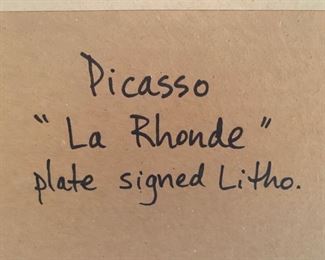 Picasso
"La Rhonde"
plate signed Litho.